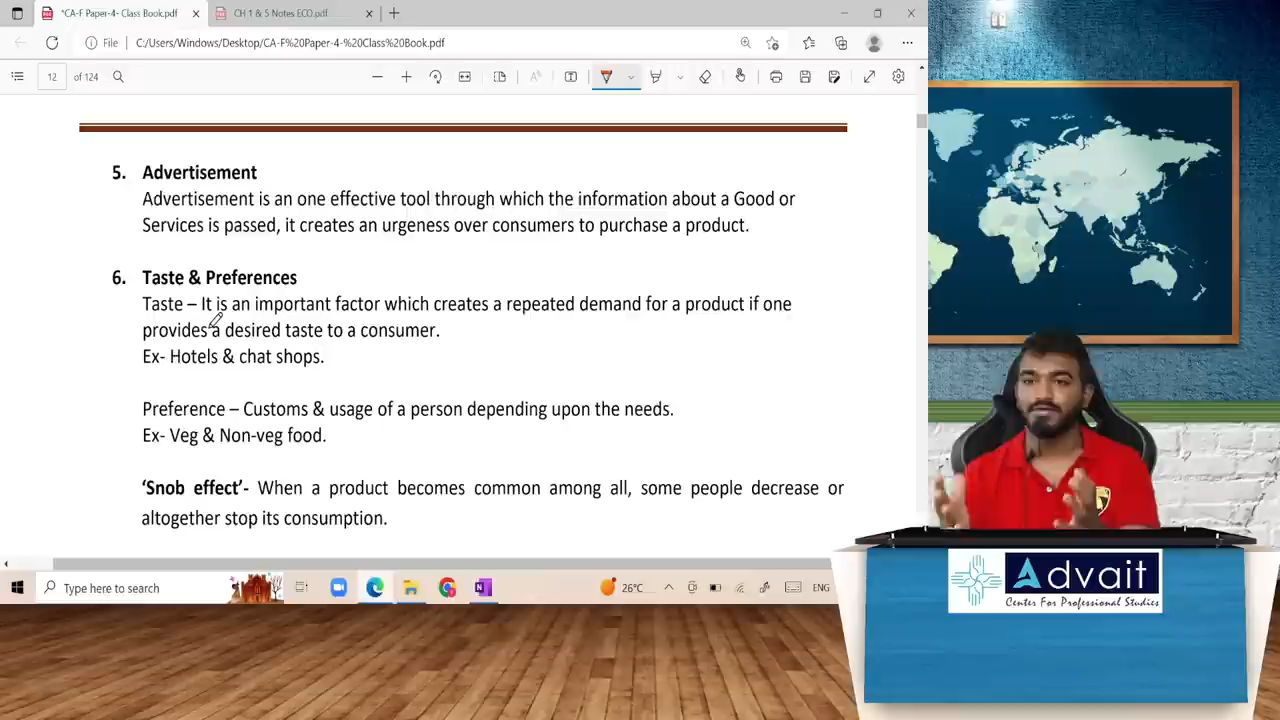 *CA-F Paper-4- Class Book.pdf
CH 1 & 5 Notes ECO.pdf
File
C:/Users/Windows/Desktop/CA-F%20Paper-4-%20Class%20Book.pdf
12 of 124
5. Advertisement
Advertisement is an one effective tool through which the information about a Good or
Services is passed, it creates an urgeness over consumers to purchase a product.
6. Taste & Preferences
Taste – It is an important factor which creates a repeated demand for a product if one
provides a desired taste to a consumer.
Ex- Hotels & chat shops.
Preference – Customs & usage of a person depending upon the needs.
Ex- Veg & Non-veg food.
‘Snob effect’- When a product becomes common among all, some people decrease or
altogether stop its consumption.
Type here to search
26°C
ENG
Advait
Center For Professional Studies